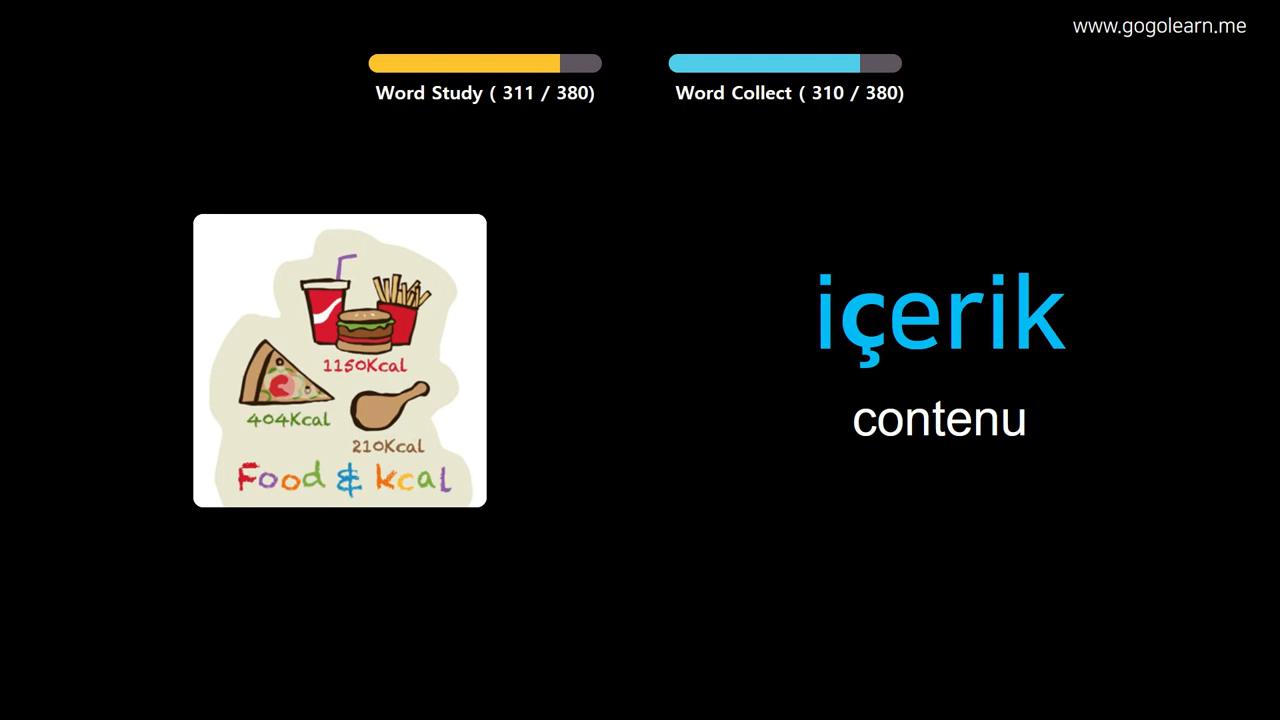 www.gogolearn.me
Word Study ( 311 / 380)
Word Collect ( 310 / 380)
1150Kcal
404Kcal
210Kcal
Food & kcal
içerik
contenu